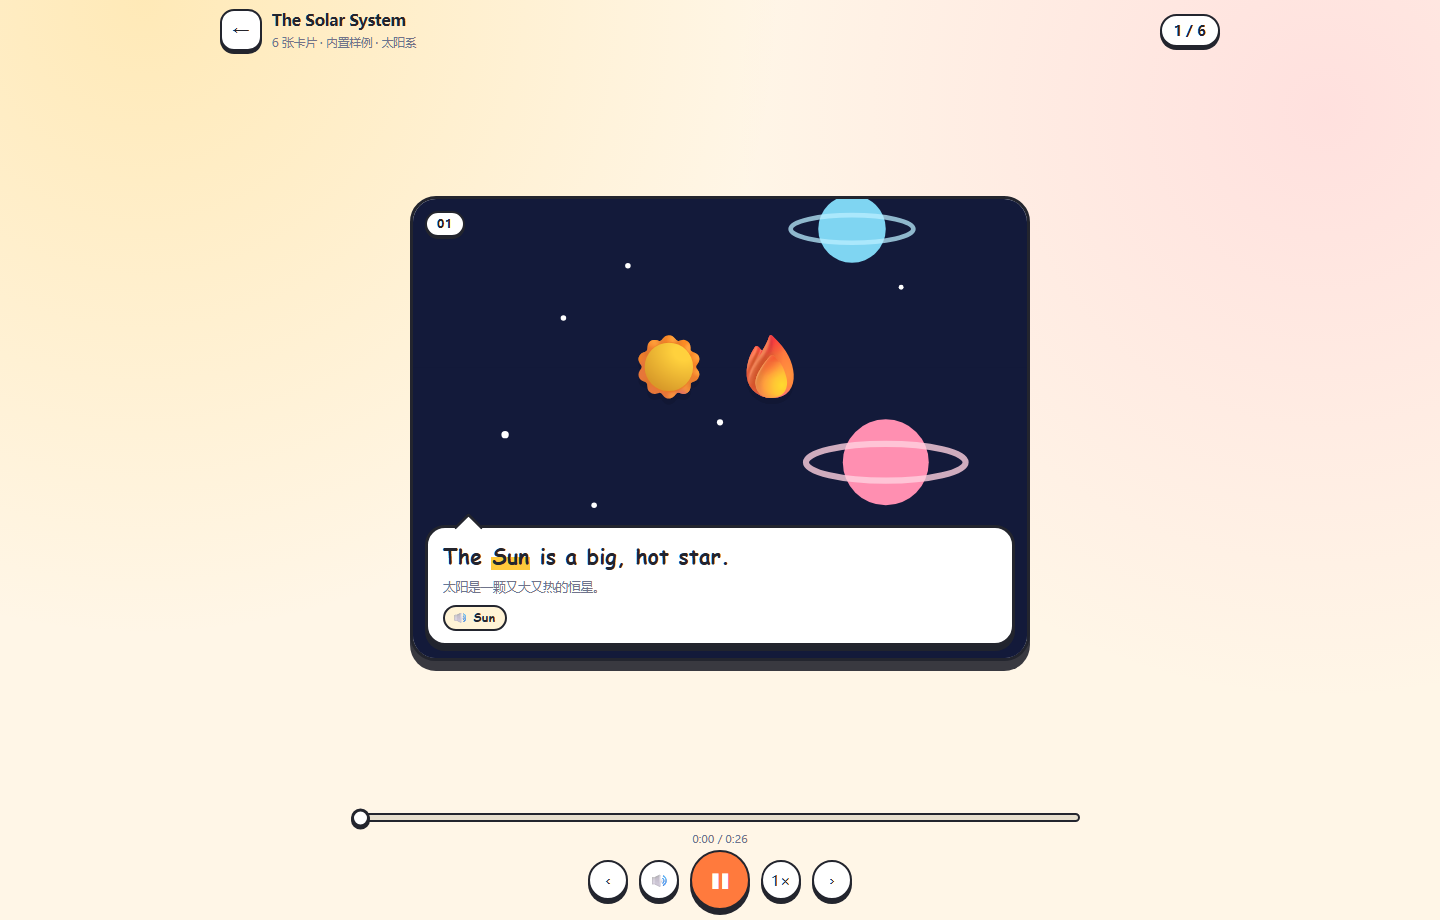 ←
The Solar System
6 张卡片 · 内置样例 · 太阳系
1 / 6
01
The Sun is a big, hot star.
太阳是一颗又大又热的恒星。
Sun
0:00 / 0:26
‹
1×
›